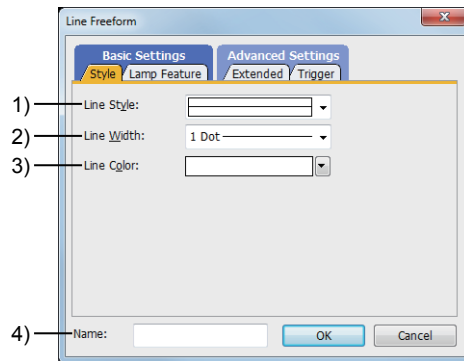 Line Freeform
Basic Settings
Advanced Settings
Style
Lamp Feature
Extended
Trigger
1)
Line Style:
2)
Line Width:
1 Dot
3)
Line Color:
4)
Name:
OK
Cancel